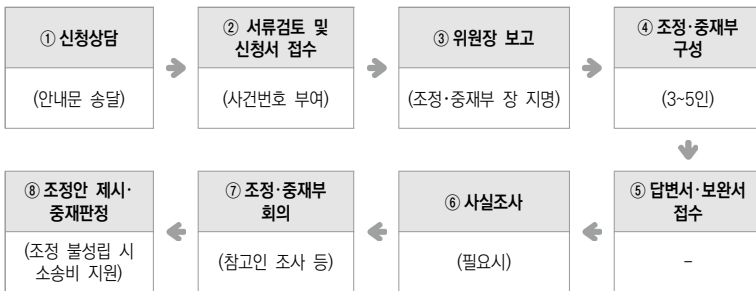 ① 신청상담
(안내문 송달)
② 서류검토 및
신청서 접수
(사건번호 부여)
③ 위원장 보고
(조정·중재부 장 지명)
④ 조정·중재부
구성
(3~5인)
⑤ 답변서·보완서
접수
-
⑥ 사실조사
(필요시)
⑦ 조정·중재부
회의
(참고인 조사 등)
⑧ 조정안 제시·
중재판정
(조정 불성립 시
소송비 지원)